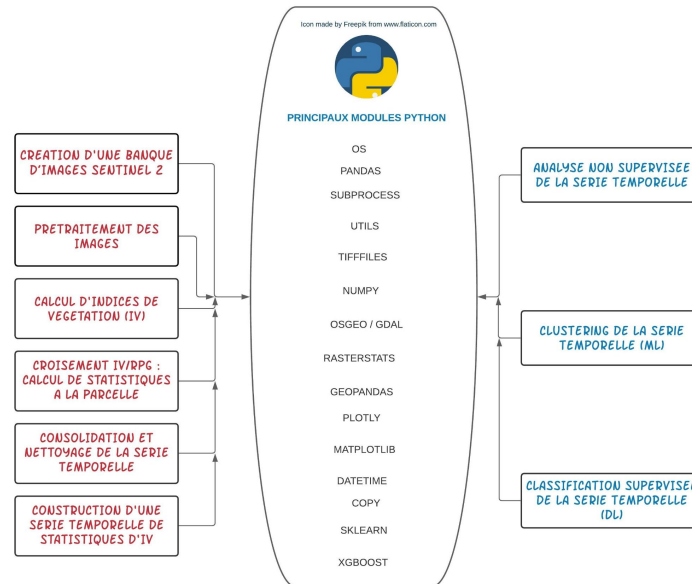 Icon made by Freepik from www.flaticon.com
PRINCIPAUX MODULES PYTHON
OS
PANDAS
SUBPROCESS
UTILS
TIFFFILES
NUMPY
OSGEO / GDAL
RASTERSTATS
GEOPANDAS
PLOTLY
MATPLOTLIB
DATETIME
COPY
SKLEARN
XGBOOST
CREATION D'UNE BANQUE
D'IMAGES SENTINEL 2
PRETRAITEMENT DES
IMAGES
CALCUL D'INDICES DE
VEGETATION (IV)
CROISEMENT IV/RPG :
CALCUL DE STATISTIQUES
A LA PARCELLE
CONSOLIDATION ET
NETTOYAGE DE LA SERIE
TEMPORELLE
CONSTRUCTION D'UNE
SERIE TEMPORELLE DE
STATISTIQUES D'IV
ANALYSE NON SUPERVISEE
DE LA SERIE TEMPORELLE
CLUSTERING DE LA SERIE
TEMPORELLE (ML)
CLASSIFICATION SUPERVISEE
DE LA SERIE TEMPORELLE
(DL)